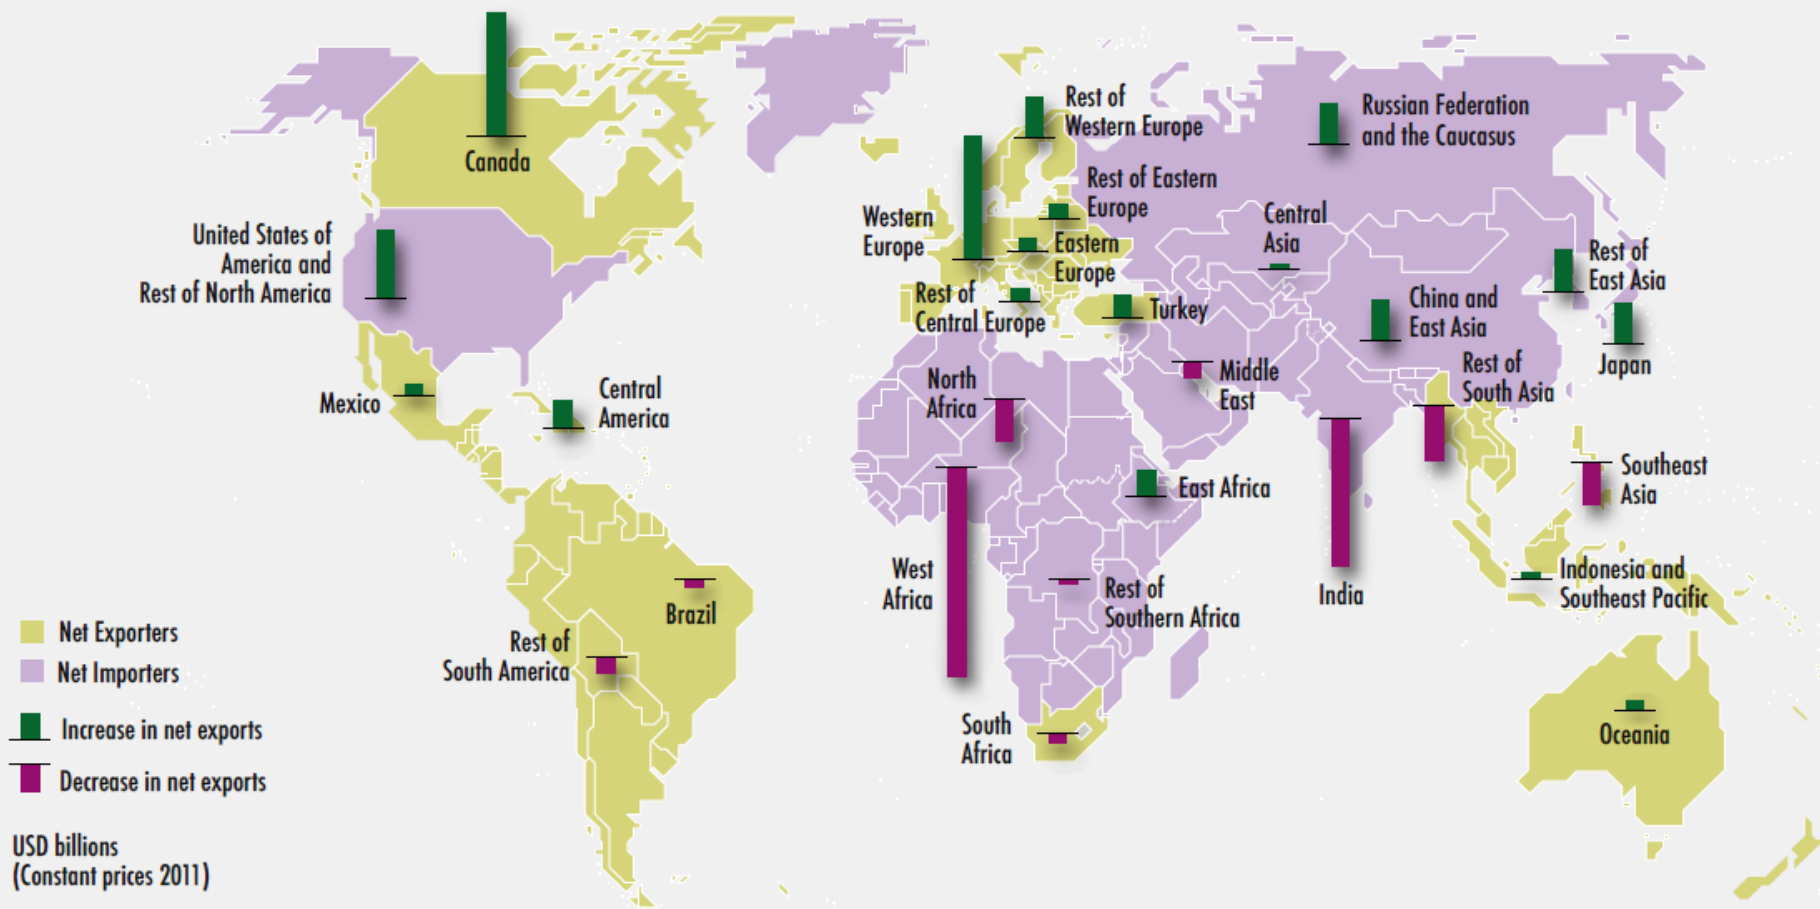 Canada
Rest of
Western Europe
Russian Federation
and the Caucasus
United States of
America and
Rest of North America
Western
Europe
Rest of Eastern
Europe
Eastern
Europe
Central
Asia
Rest of
East Asia
Rest of
Central Europe
Turkey
China and
East Asia
Japan
Mexico
Central
America
North
Africa
Middle
East
Rest of
South Asia
West
Africa
East Africa
India
Southeast
Asia
Brazil
Rest of
Southern Africa
Indonesia and
Southeast Pacific
Rest of
South America
South
Africa
Oceania
Net Exporters
Net Importers
Increase in net exports
Decrease in net exports
USD billions
(Constant prices 2011)